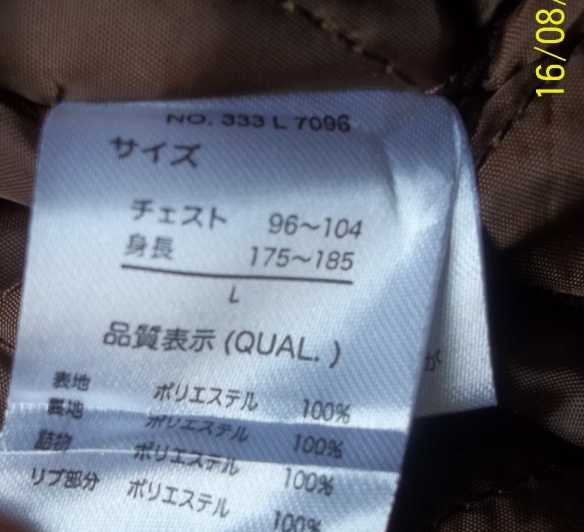 16/08/
NO. 333 L 7096
サイズ
チェスト 96～104
身長 175～185
L
品質表示 (QUAL. )
が
表地 ポリエステル 100%
裏地 ポリエステル 100%
詰物 ポリエステル 100%
リブ部分 ポリエステル 100%